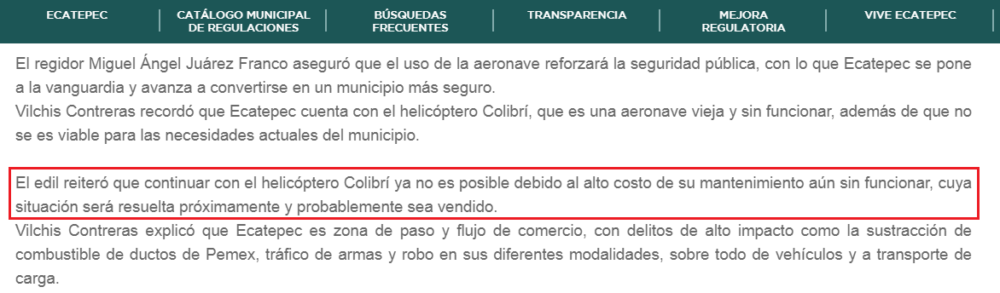 ECATEPEC
CATÁLOGO MUNICIPAL
DE REGULACIONES
BÚSQUEDAS
FRECUENTES
TRANSPARENCIA
MEJORA
REGULATORIA
VIVE ECATEPEC
El regidor Miguel Ángel Juárez Franco aseguró que el uso de la aeronave reforzará la seguridad pública, con lo que Ecatepec se pone
a la vanguardia y avanza a convertirse en un municipio más seguro.
Vilchis Contreras recordó que Ecatepec cuenta con el helicóptero Colibrí, que es una aeronave vieja y sin funcionar, además de que no
se es viable para las necesidades actuales del municipio.
El edil reiteró que continuar con el helicóptero Colibrí ya no es posible debido al alto costo de su mantenimiento aún sin funcionar, cuya
situación será resuelta próximamente y probablemente sea vendido.
Vilchis Contreras explicó que Ecatepec es zona de paso y flujo de comercio, con delitos de alto impacto como la sustracción de
combustible de ductos de Pemex, tráfico de armas y robo en sus diferentes modalidades, sobre todo de vehículos y a transporte de
carga.